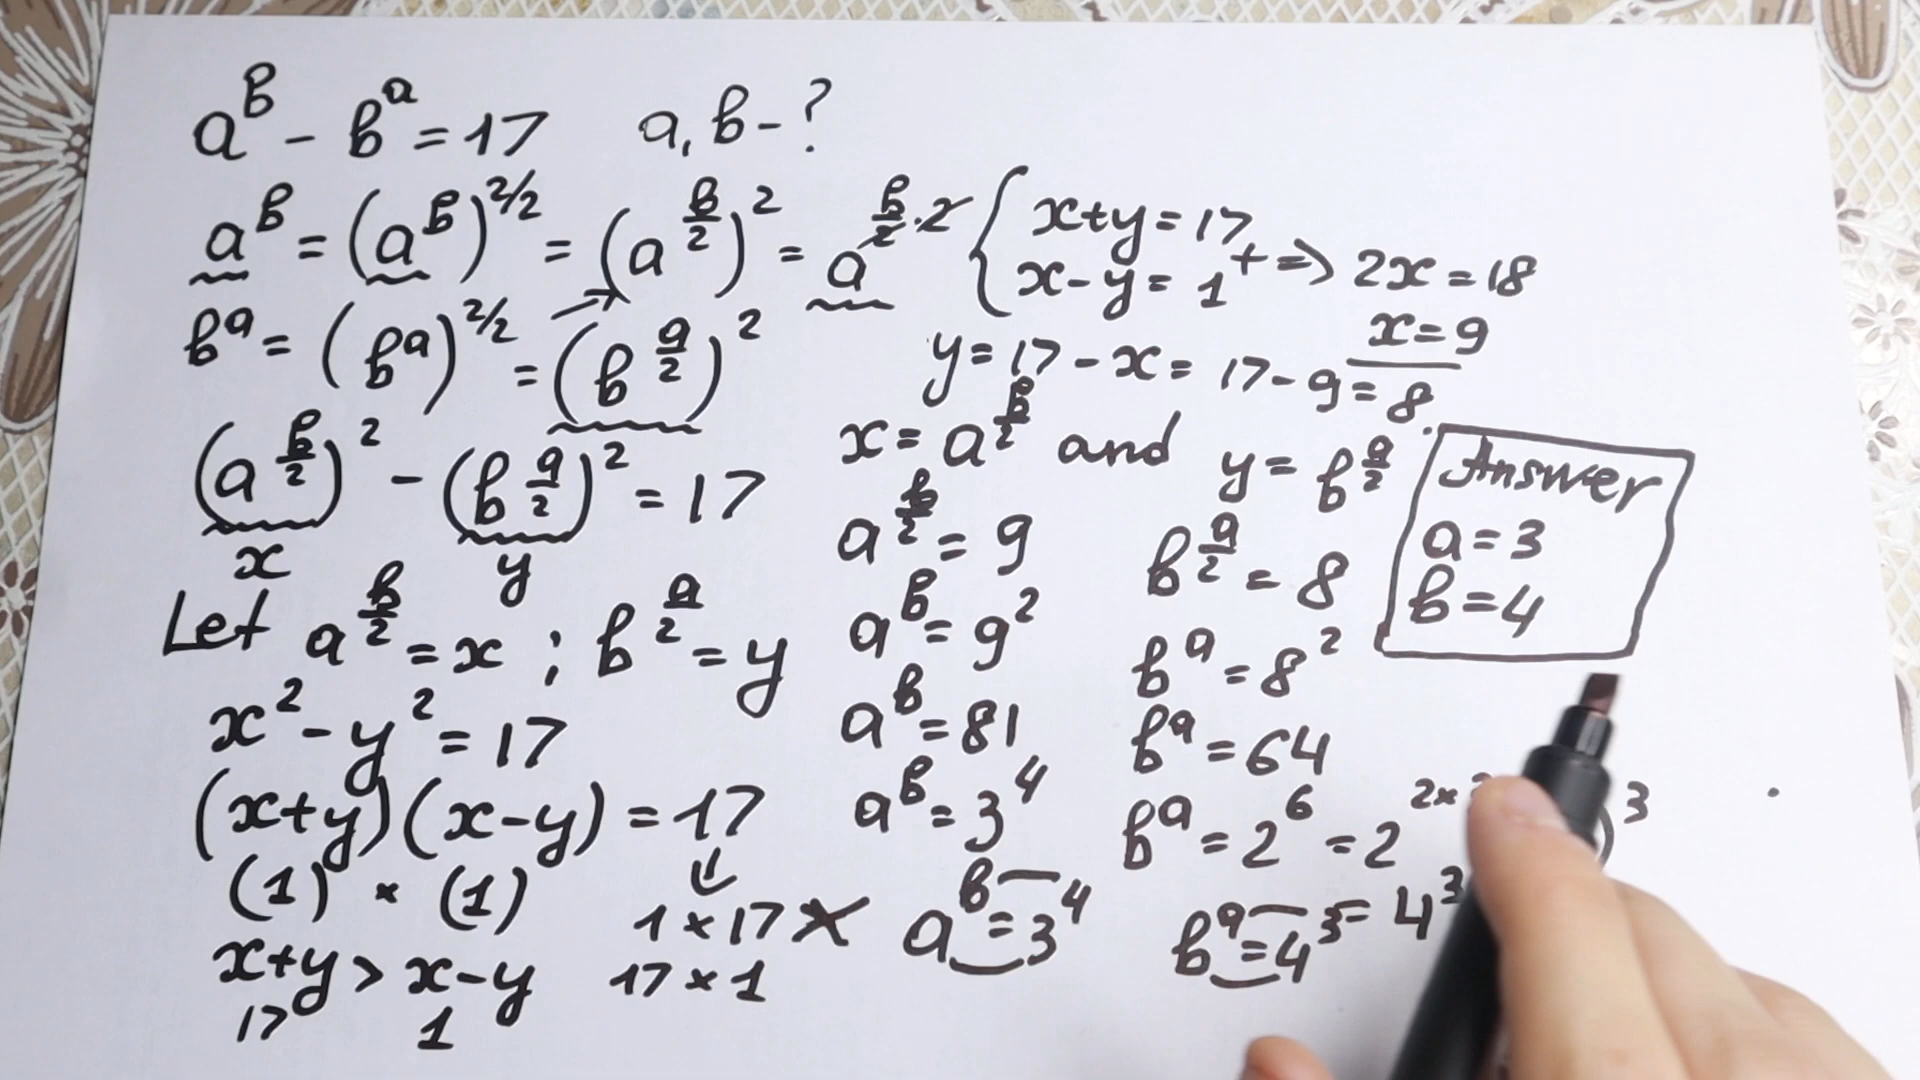 a^b - b^a = 17   a, b - ?
a^b = (a^b)^(2/2) = (a^(b/2))^2 = a^(b/2 · 2)
b^a = (b^a)^(2/2) = (b^(a/2))^2
(a^(b/2))^2 - (b^(a/2))^2 = 17
x   y
Let a^(b/2) = x ; b^(a/2) = y
x^2 - y^2 = 17
(x+y)(x-y) = 17
(1) × (1)   1 × 17 X
x+y > x-y   17 × 1
17   1
{ x+y = 17
x-y = 1 + => 2x = 18
x = 9
y = 17 - x = 17 - 9 = 8
x = a^(b/2) and y = b^(a/2)
a^(b/2) = 9   b^(a/2) = 8
a^b = 9^2   b^a = 8^2
a^b = 81   b^a = 64
a^b = 3^4   b^a = 2^6 = 2^(2× )^3
a^b = 3^4   b^a = 4^3 = 4^3
Answer
a = 3
b = 4